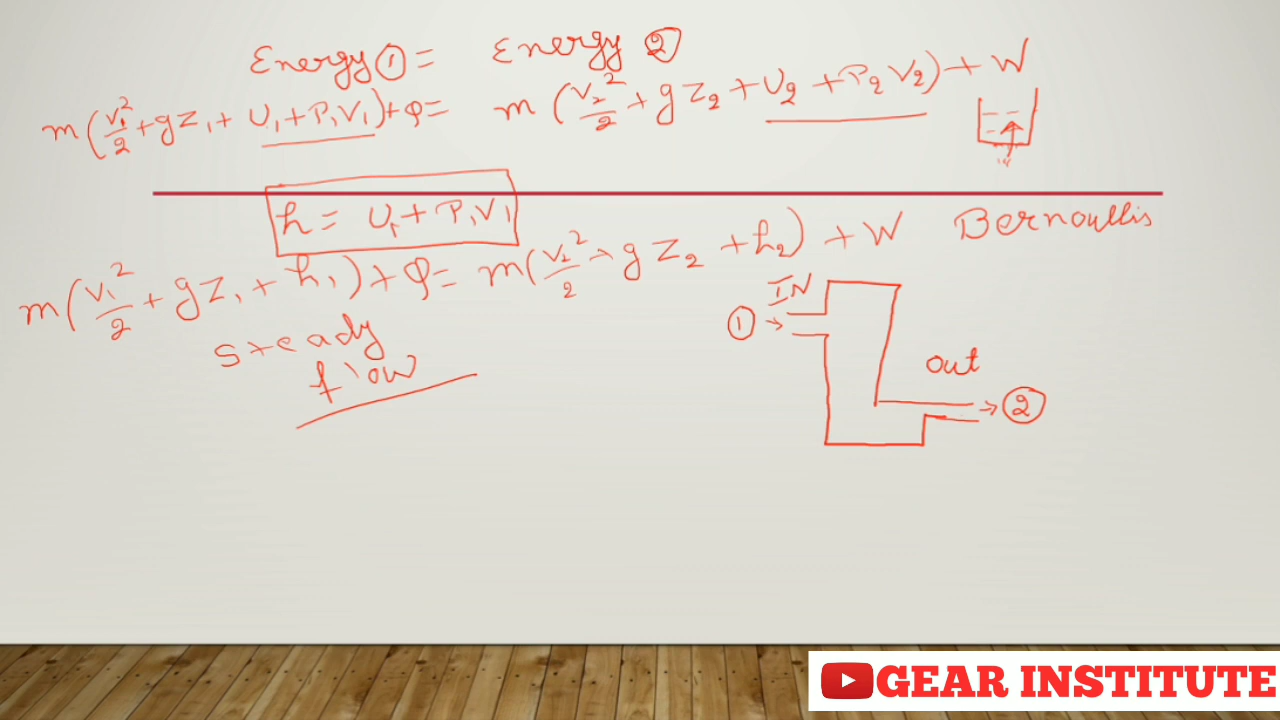 Energy ① = Energy ②
m(v₁²/2 + gz₁ + U₁ + P₁V₁) + Q = m(v₂²/2 + gz₂ + U₂ + P₂V₂) + W
h = U₁ + P₁V₁
Bernoullis
m(v₁²/2 + gz₁ + h₁) + Q = m(v₂²/2 + gz₂ + h₂) + W
steady
flow
IN
① →
out
→ ②
GEAR INSTITUTE